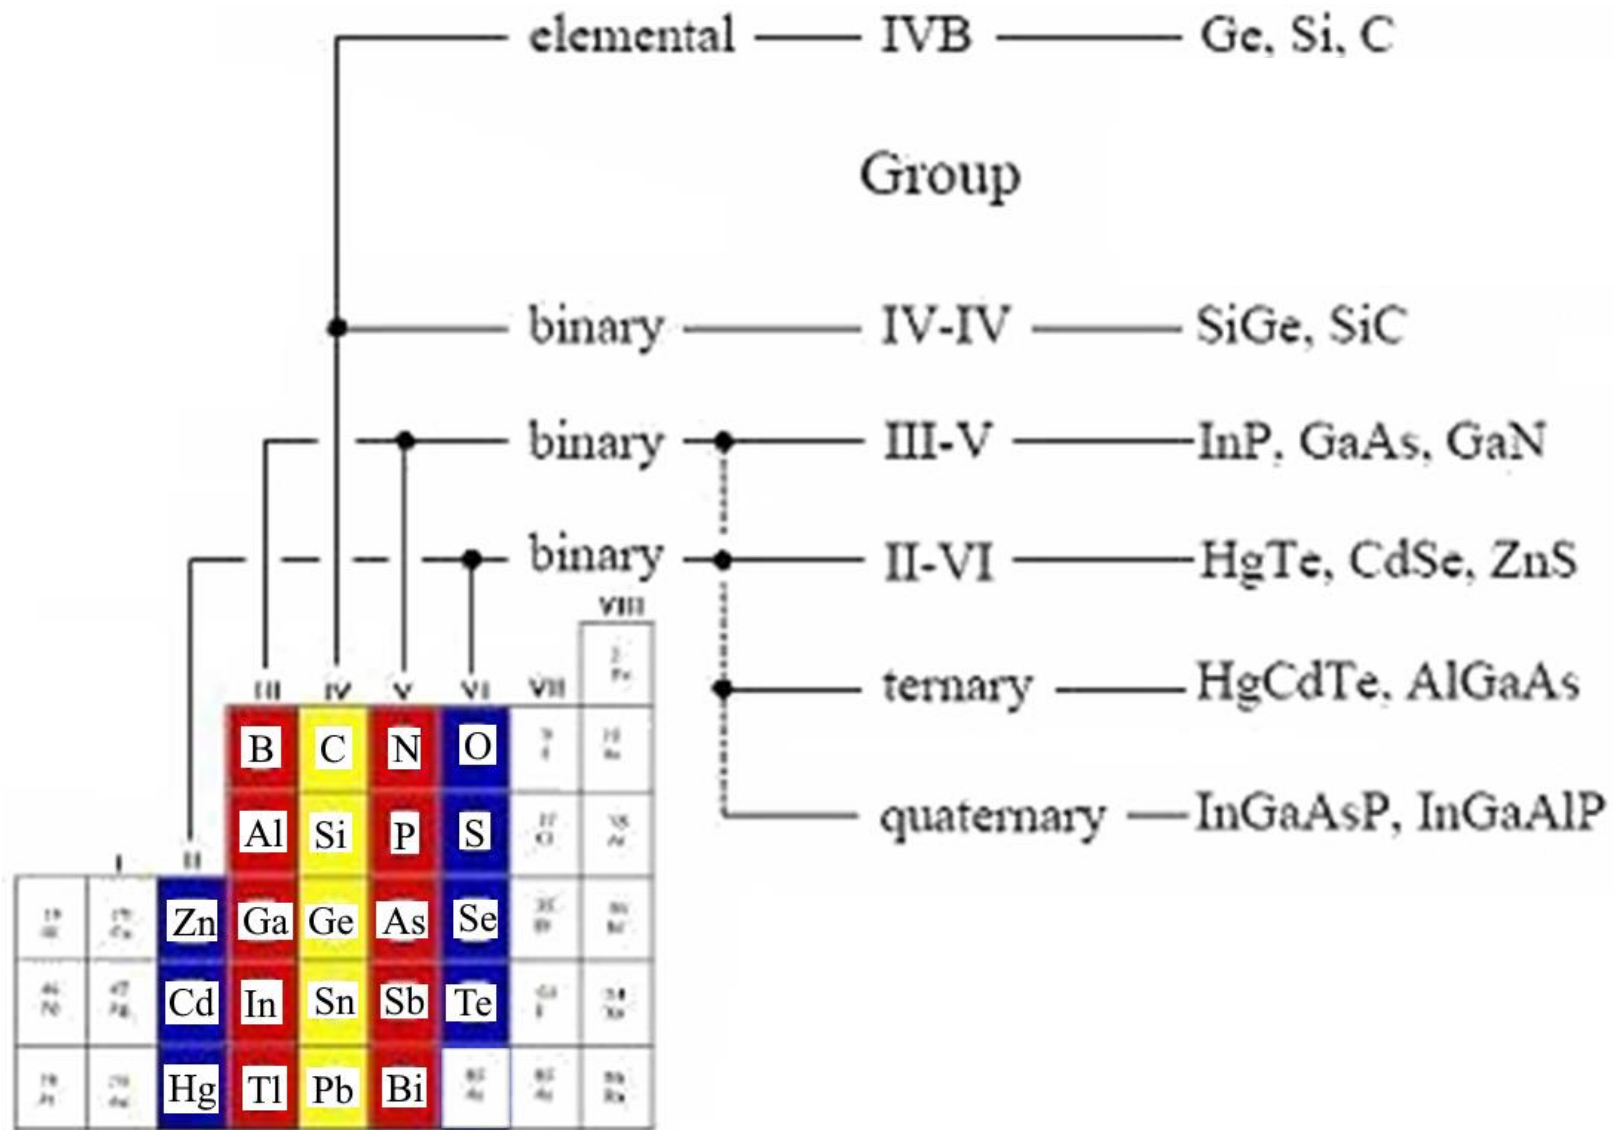 elemental IVB Ge, Si, C
Group
binary IV-IV SiGe, SiC
binary III-V InP, GaAs, GaN
binary II-VI HgTe, CdSe, ZnS
VIII
ternary HgCdTe, AlGaAs
III IV V VI VII
B C N O
quaternary InGaAsP, InGaAlP
Al Si P S
I II
Zn Ga Ge As Se
Cd In Sn Sb Te
Hg Tl Pb Bi